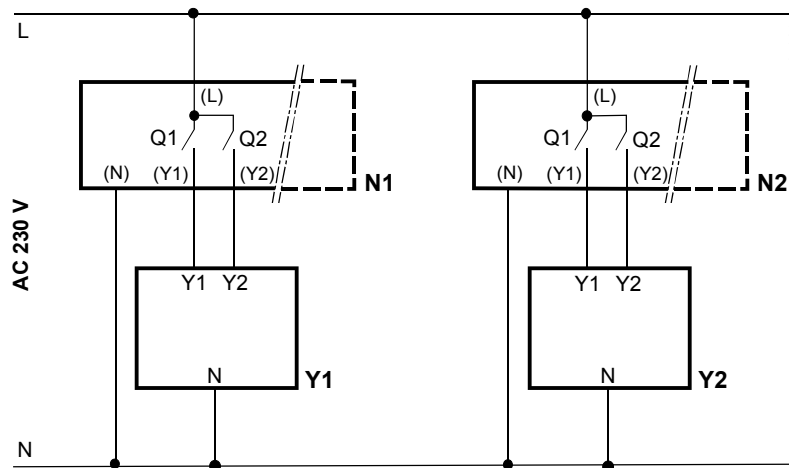 L
(L) (L)
Q1 Q2 Q1 Q2
(N) (Y1) (Y2) N1 (N) (Y1) (Y2) N2
AC 230 V
Y1 Y2 Y1 Y2
N Y1 N Y2
N